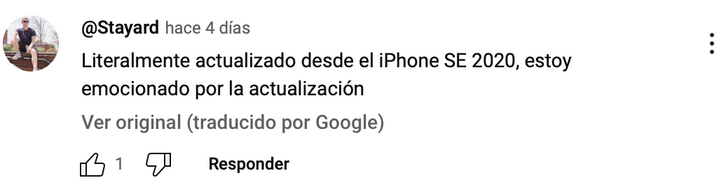 @Stayard hace 4 días
Literalmente actualizado desde el iPhone SE 2020, estoy
emocionado por la actualización
Ver original (traducido por Google)
1 Responder